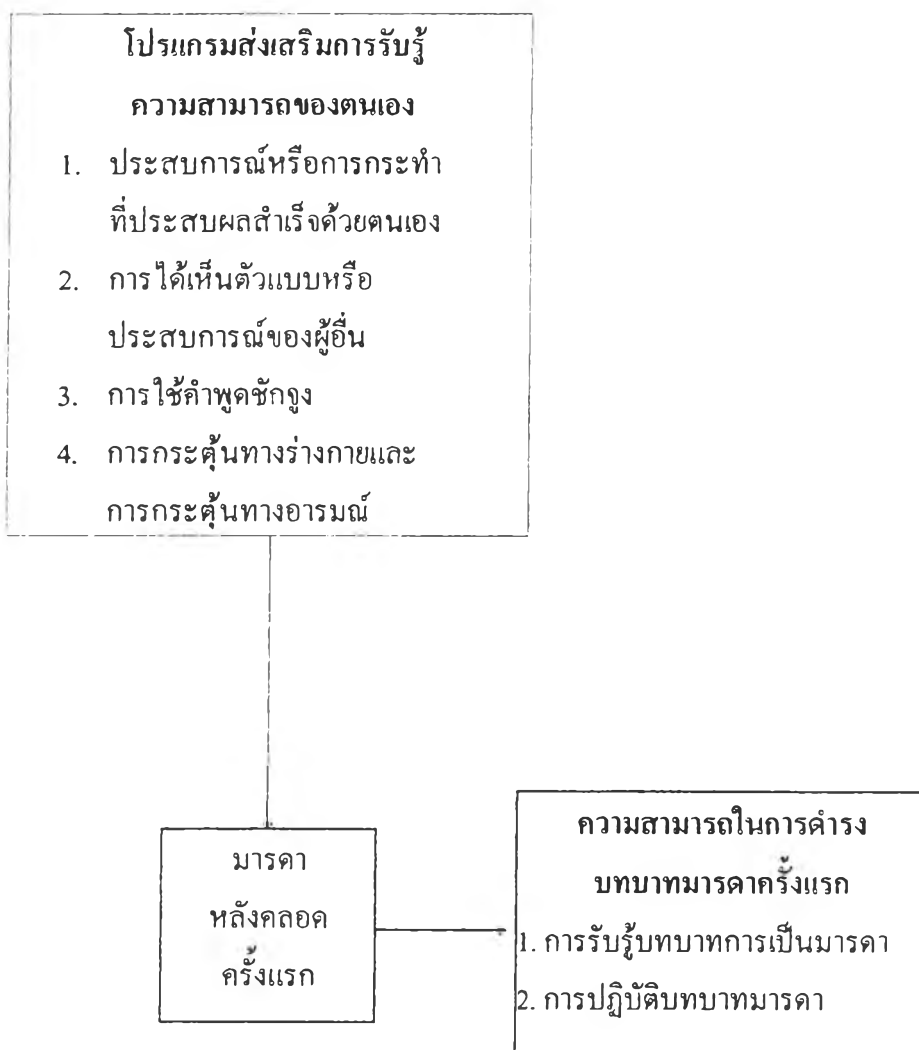 โปรแกรมส่งเสริมการรับรู้
ความสามารถของตนเอง
1. ประสบการณ์หรือการกระทำ
ที่ประสบผลสำเร็จด้วยตนเอง
2. การได้เห็นตัวแบบหรือ
ประสบการณ์ของผู้อื่น
3. การใช้คำพูดชักจูง
4. การกระตุ้นทางร่างกายและ
การกระตุ้นทางอารมณ์
มารดา
หลังคลอด
ครั้งแรก
ความสามารถในการดำรง
บทบาทมารดาครั้งแรก
1. การรับรู้บทบาทการเป็นมารดา
2. การปฏิบัติบทบาทมารดา